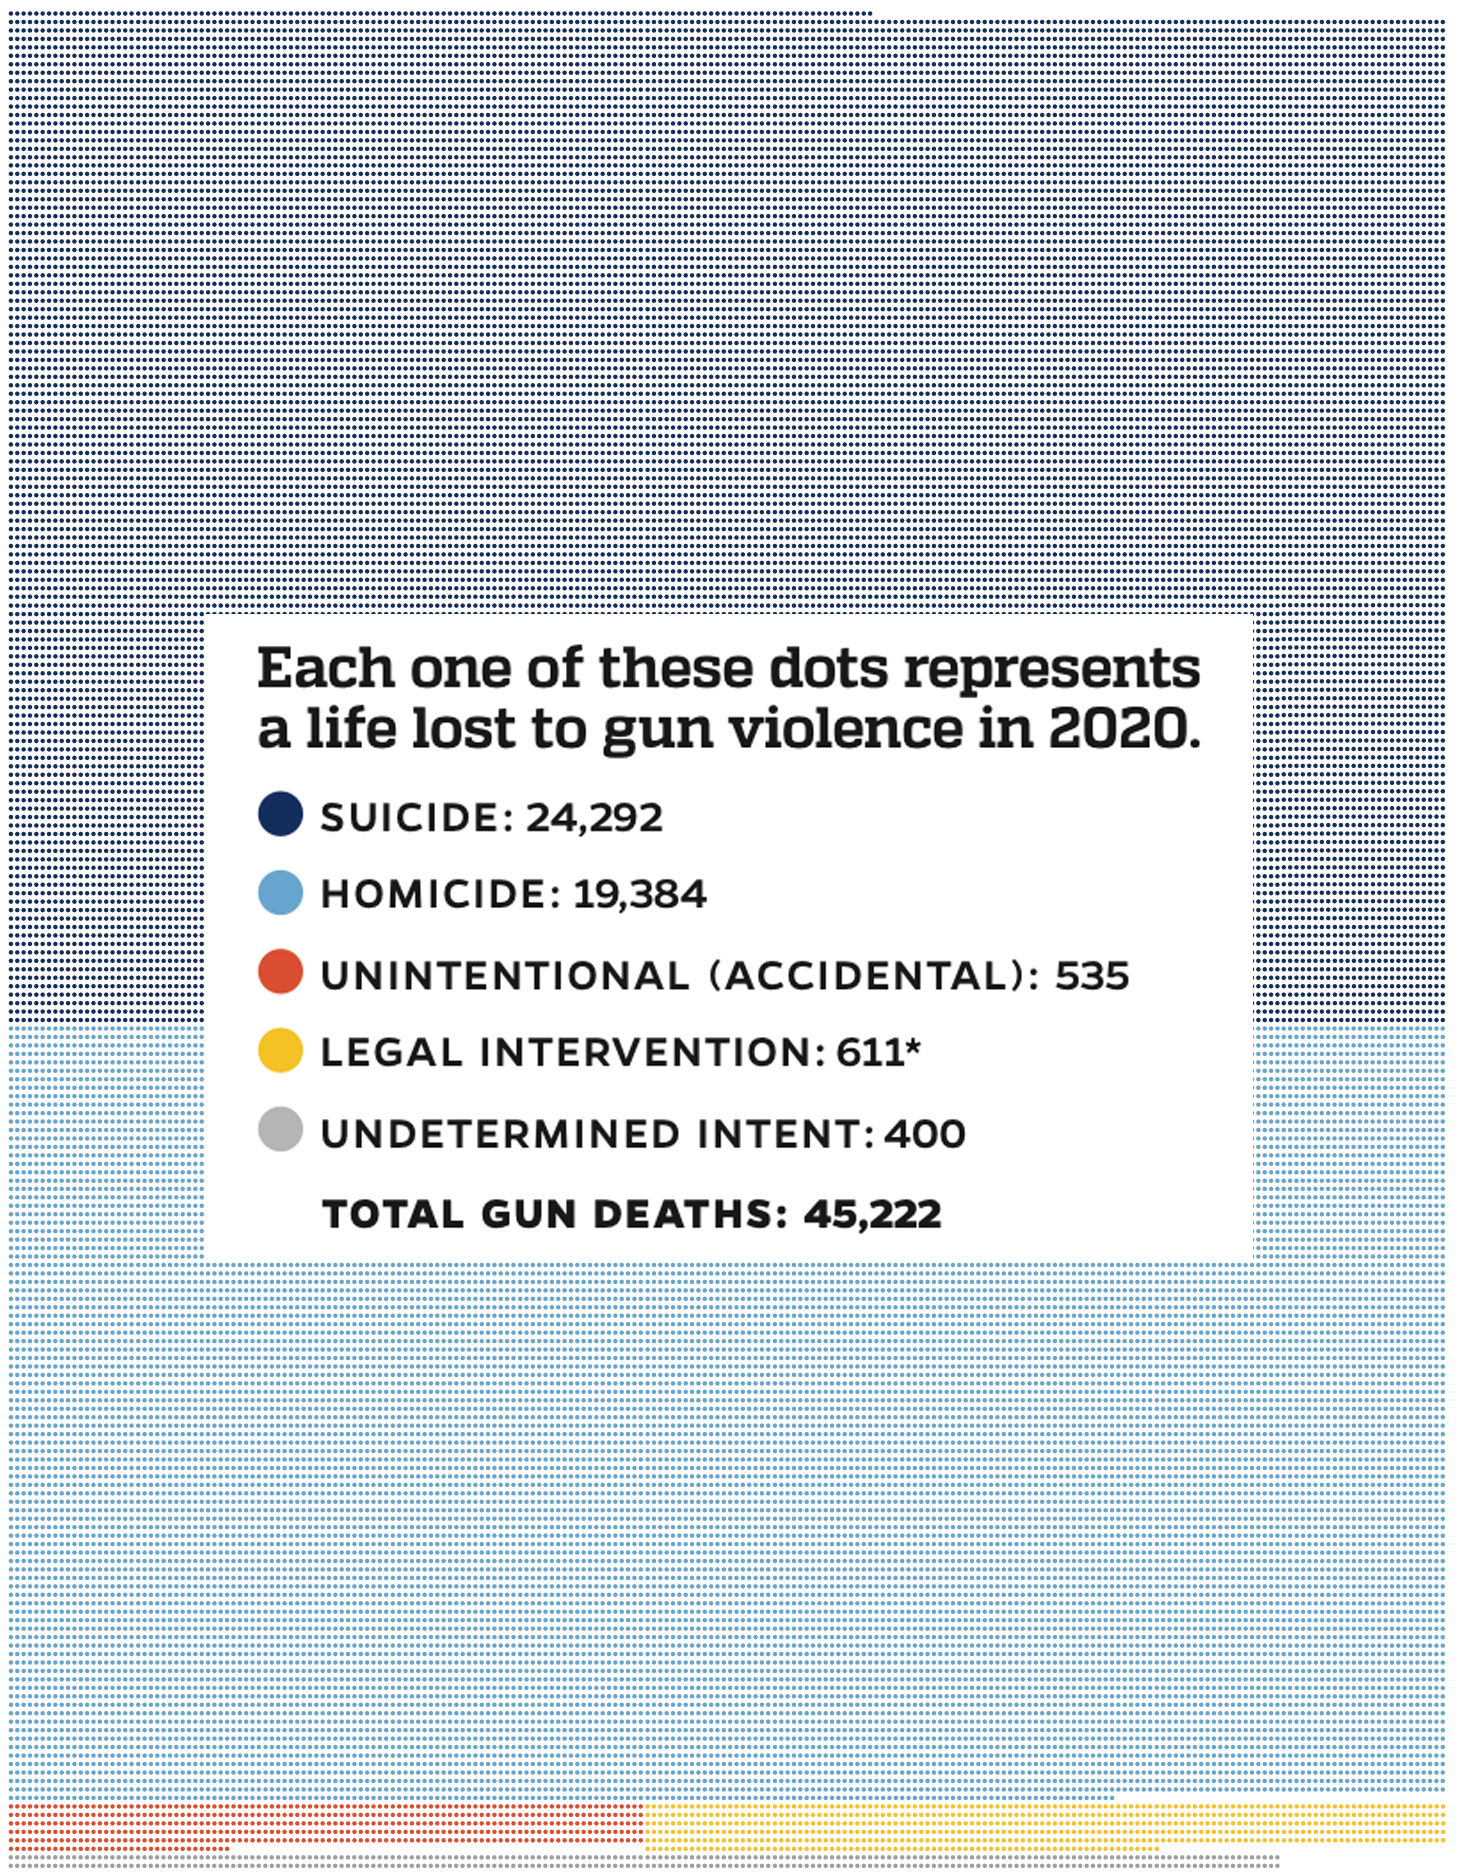 Each one of these dots represents
a life lost to gun violence in 2020.
SUICIDE: 24,292
HOMICIDE: 19,384
UNINTENTIONAL (ACCIDENTAL): 535
LEGAL INTERVENTION: 611*
UNDETERMINED INTENT: 400
TOTAL GUN DEATHS: 45,222